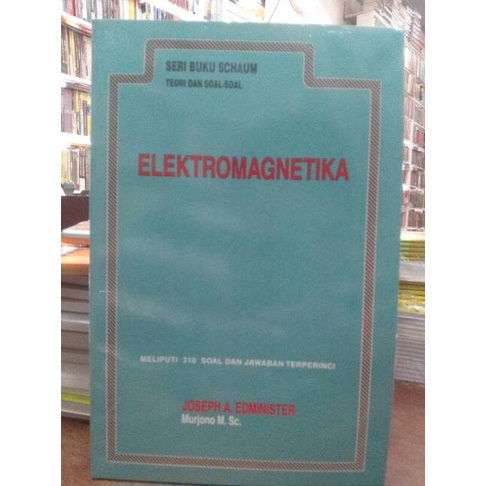 SERI BUKU SCHAUM
TEORI DAN SOAL-SOAL
ELEKTROMAGNETIKA
MELIPUTI 310 SOAL DAN JAWABAN TERPERINCI
JOSEPH A. EDMINISTER
Murjono M. Sc.